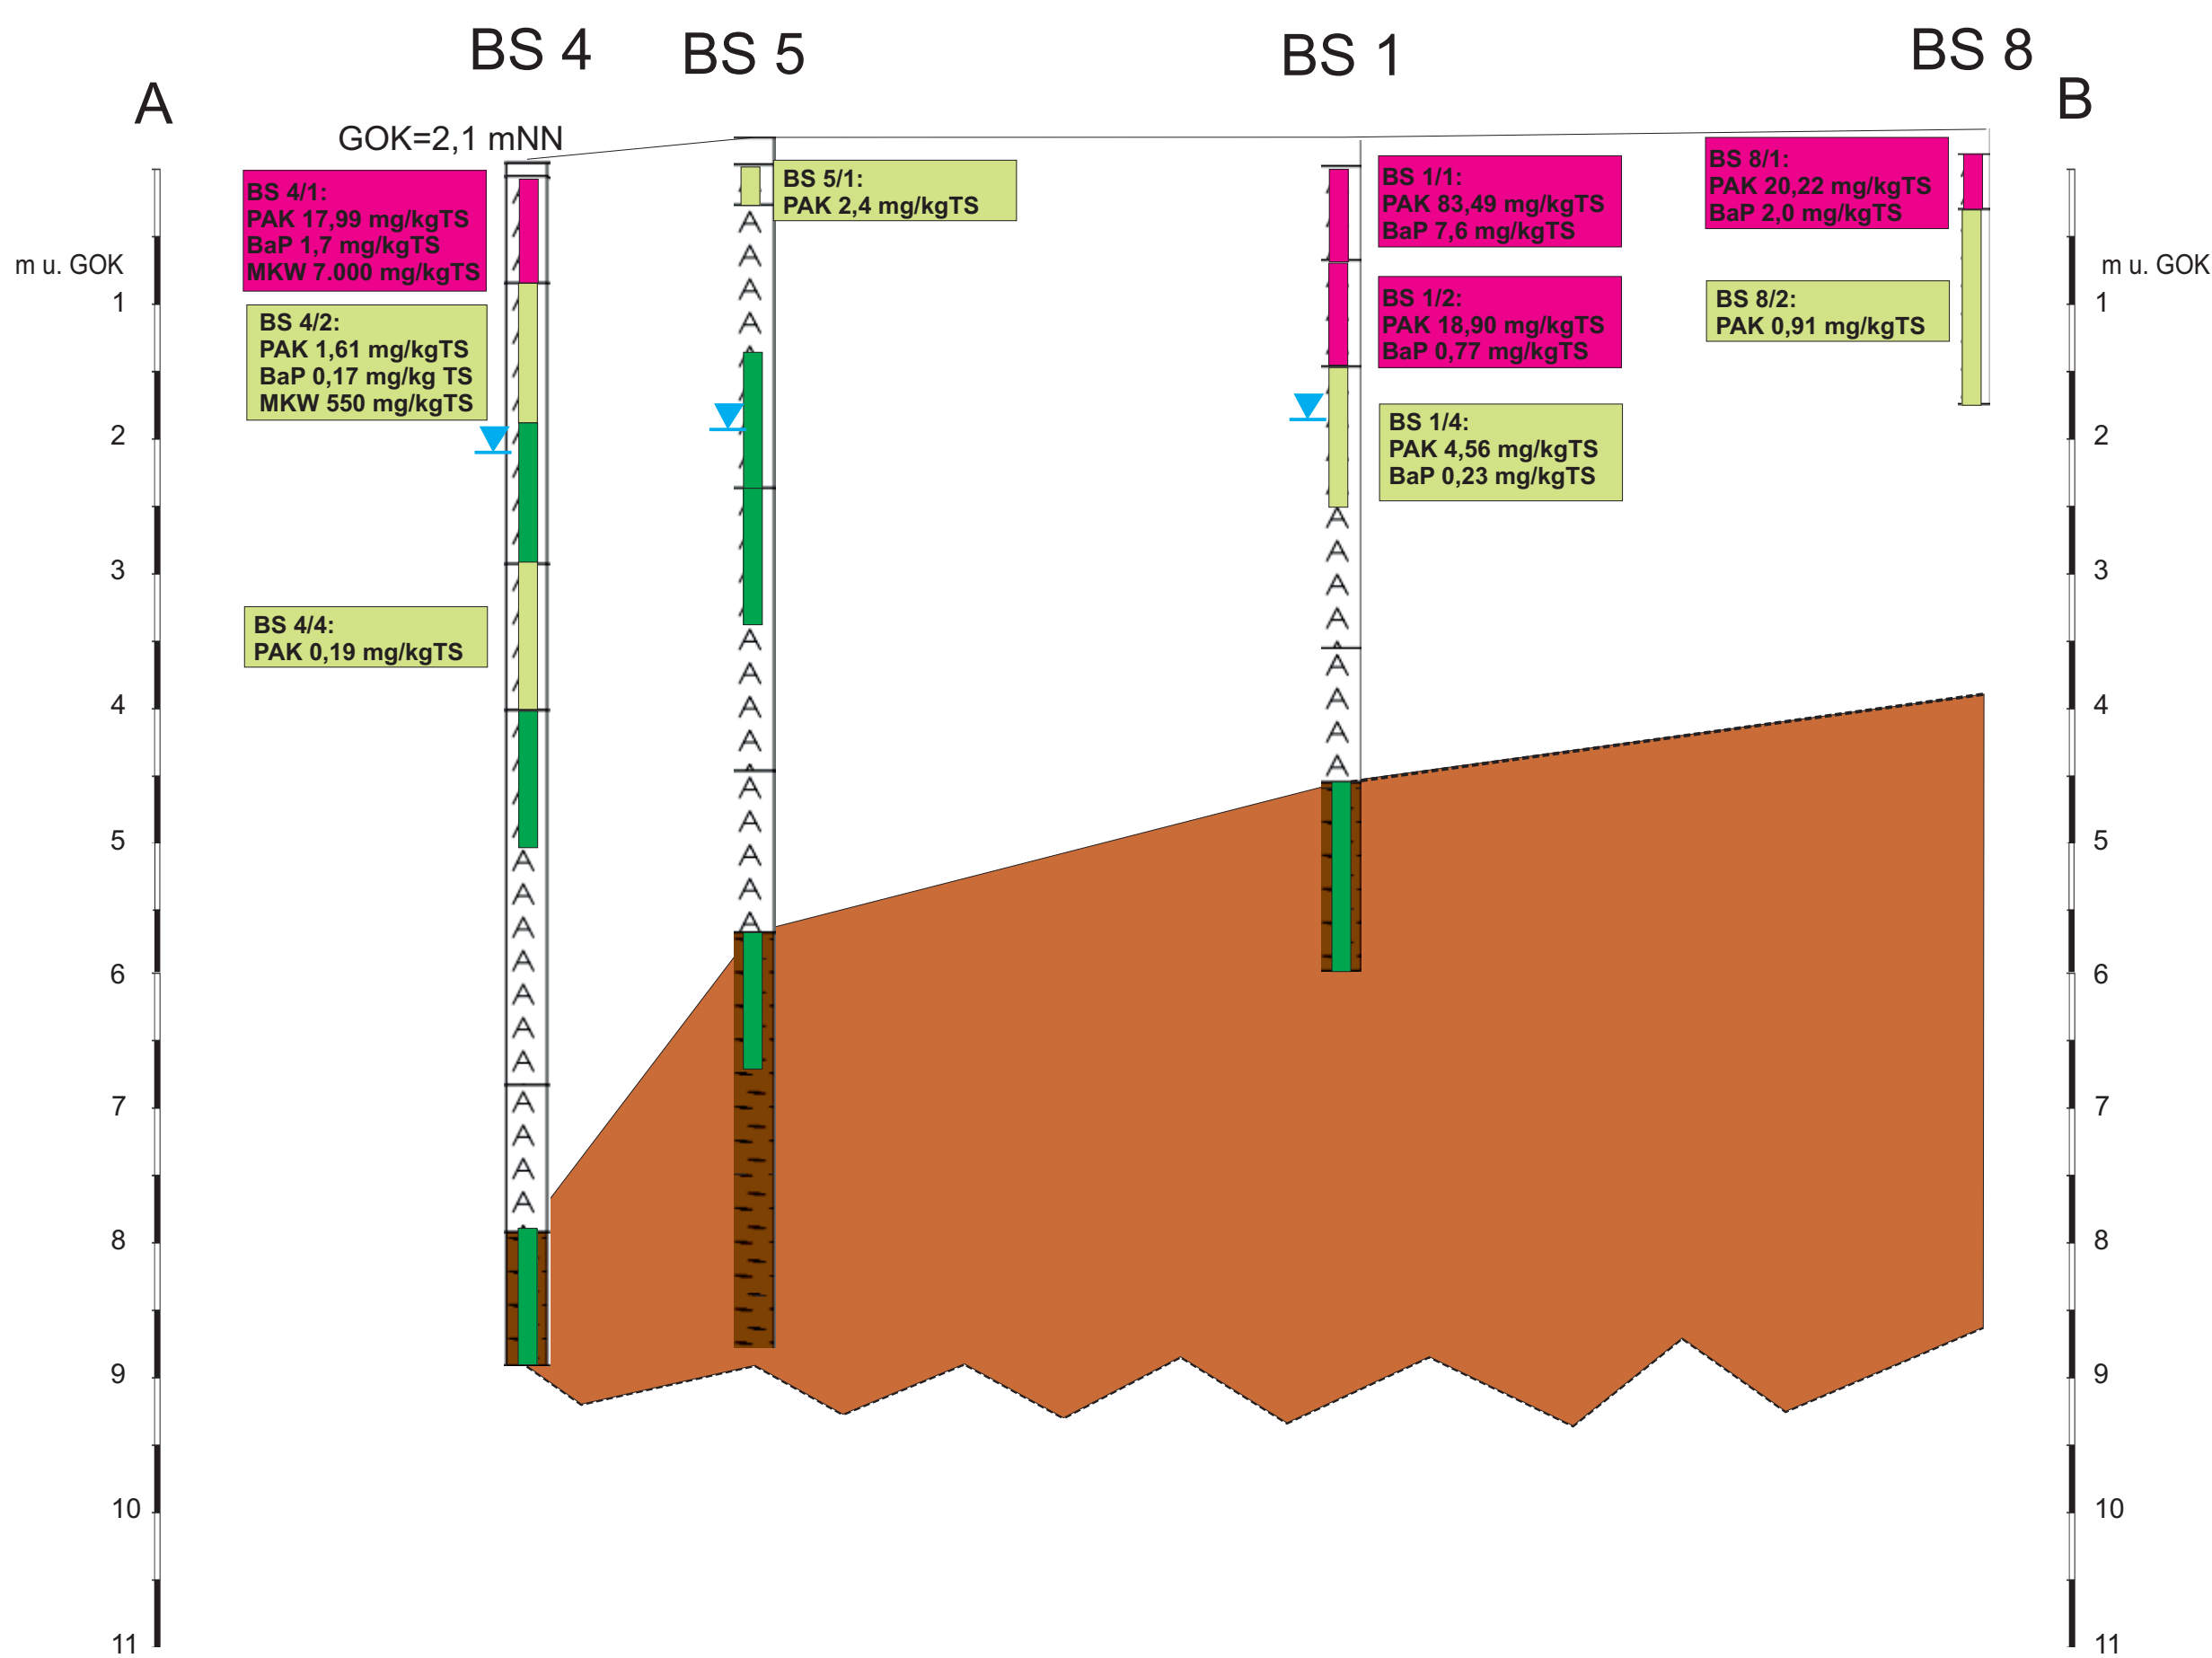 BS 4
BS 5
BS 1
BS 8
A
B
GOK=2,1 mNN
BS 4/1:
PAK 17,99 mg/kgTS
BaP 1,7 mg/kgTS
MKW 7.000 mg/kgTS
BS 4/2:
PAK 1,61 mg/kgTS
BaP 0,17 mg/kg TS
MKW 550 mg/kgTS
BS 4/4:
PAK 0,19 mg/kgTS
BS 5/1:
PAK 2,4 mg/kgTS
BS 1/1:
PAK 83,49 mg/kgTS
BaP 7,6 mg/kgTS
BS 1/2:
PAK 18,90 mg/kgTS
BaP 0,77 mg/kgTS
BS 1/4:
PAK 4,56 mg/kgTS
BaP 0,23 mg/kgTS
BS 8/1:
PAK 20,22 mg/kgTS
BaP 2,0 mg/kgTS
BS 8/2:
PAK 0,91 mg/kgTS
m u. GOK
1
2
3
4
5
6
7
8
9
10
11
m u. GOK
1
2
3
4
5
6
7
8
9
10
11